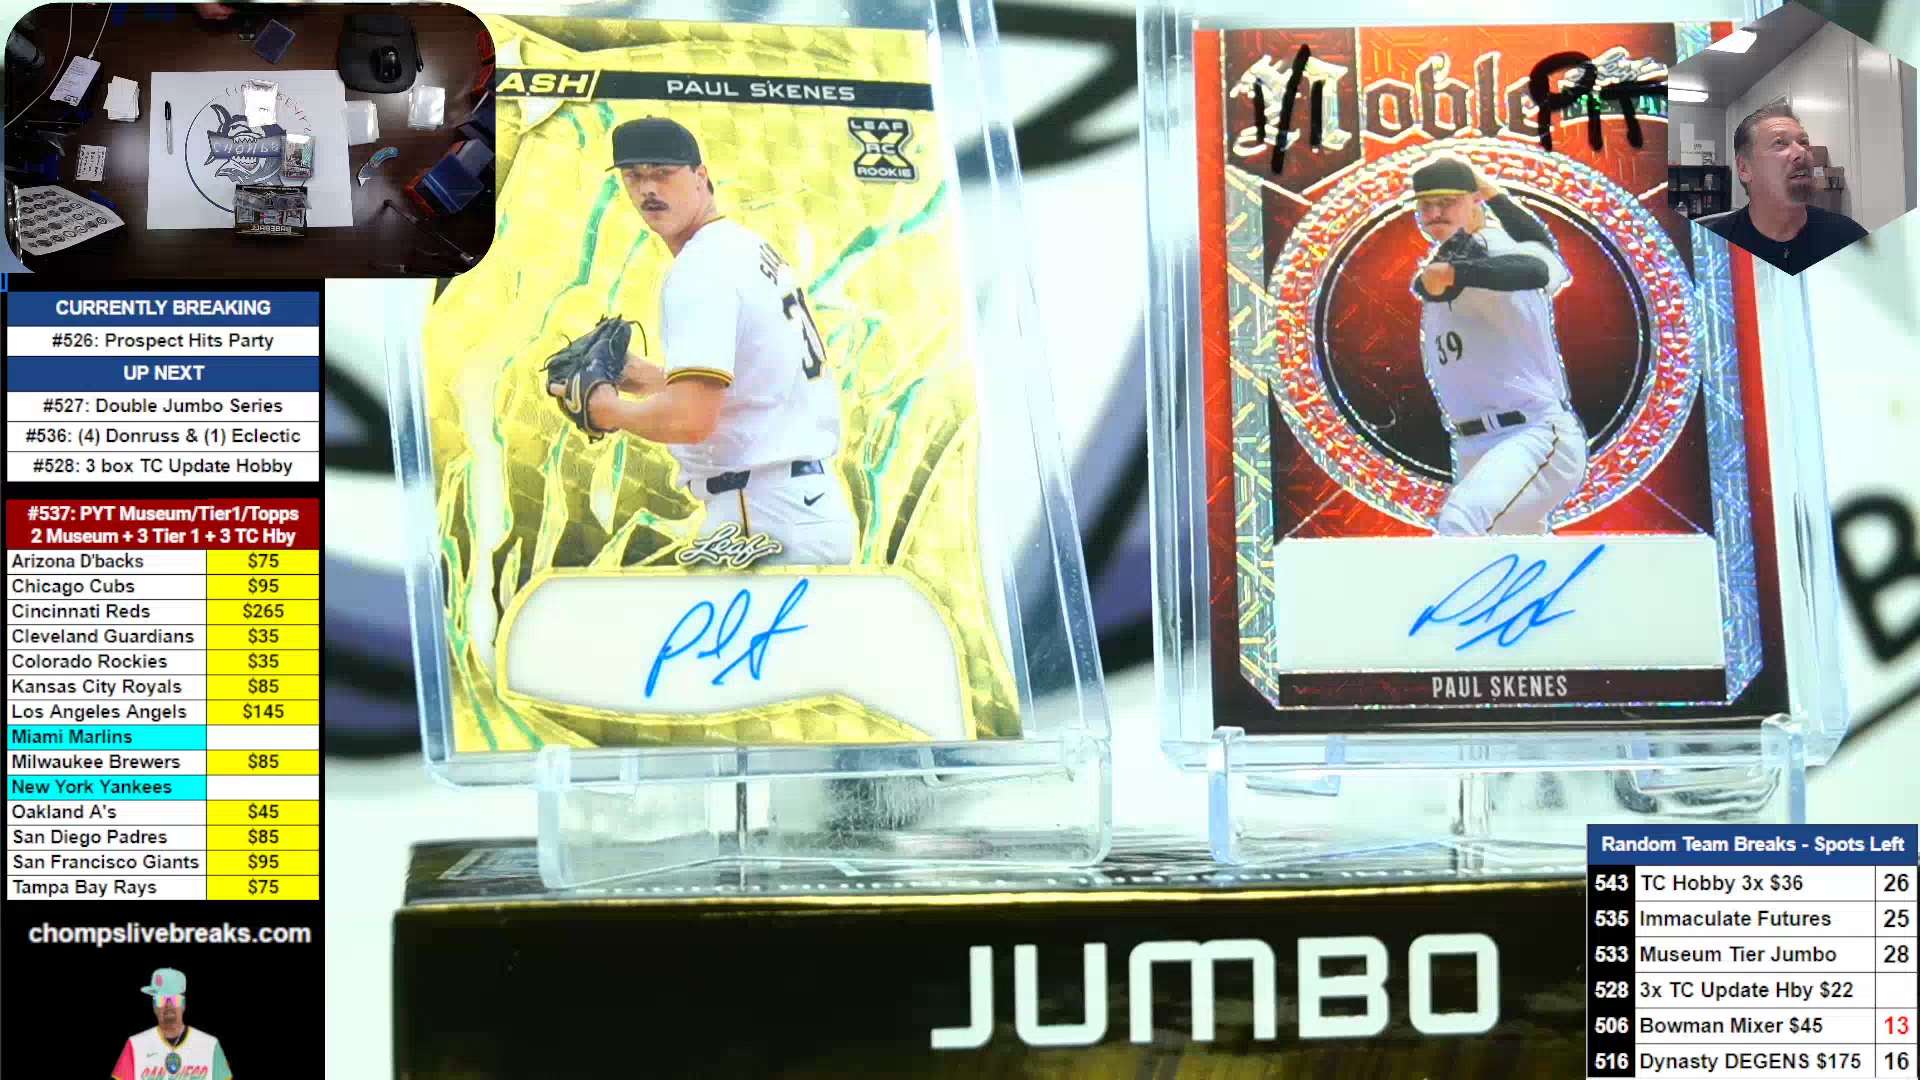 CURRENTLY BREAKING
#526: Prospect Hits Party
UP NEXT
#527: Double Jumbo Series
#536: (4) Donruss & (1) Eclectic
#528: 3 box TC Update Hobby
#537: PYT Museum/Tier1/Topps
2 Museum + 3 Tier 1 + 3 TC Hby
Arizona D'backs $75
Chicago Cubs $95
Cincinnati Reds $265
Cleveland Guardians $35
Colorado Rockies $35
Kansas City Royals $85
Los Angeles Angels $145
Miami Marlins
Milwaukee Brewers $85
New York Yankees
Oakland A's $45
San Diego Padres $85
San Francisco Giants $95
Tampa Bay Rays $75
chompslivebreaks.com
ASH
PAUL SKENES
LEAF
RC
ROOKIE
Leaf
1/1
Noble
PIT
39
PAUL SKENES
JUMBO
B
Random Team Breaks - Spots Left
543 TC Hobby 3x $36 26
535 Immaculate Futures 25
533 Museum Tier Jumbo 28
528 3x TC Update Hby $22
506 Bowman Mixer $45 13
516 Dynasty DEGENS $175 16